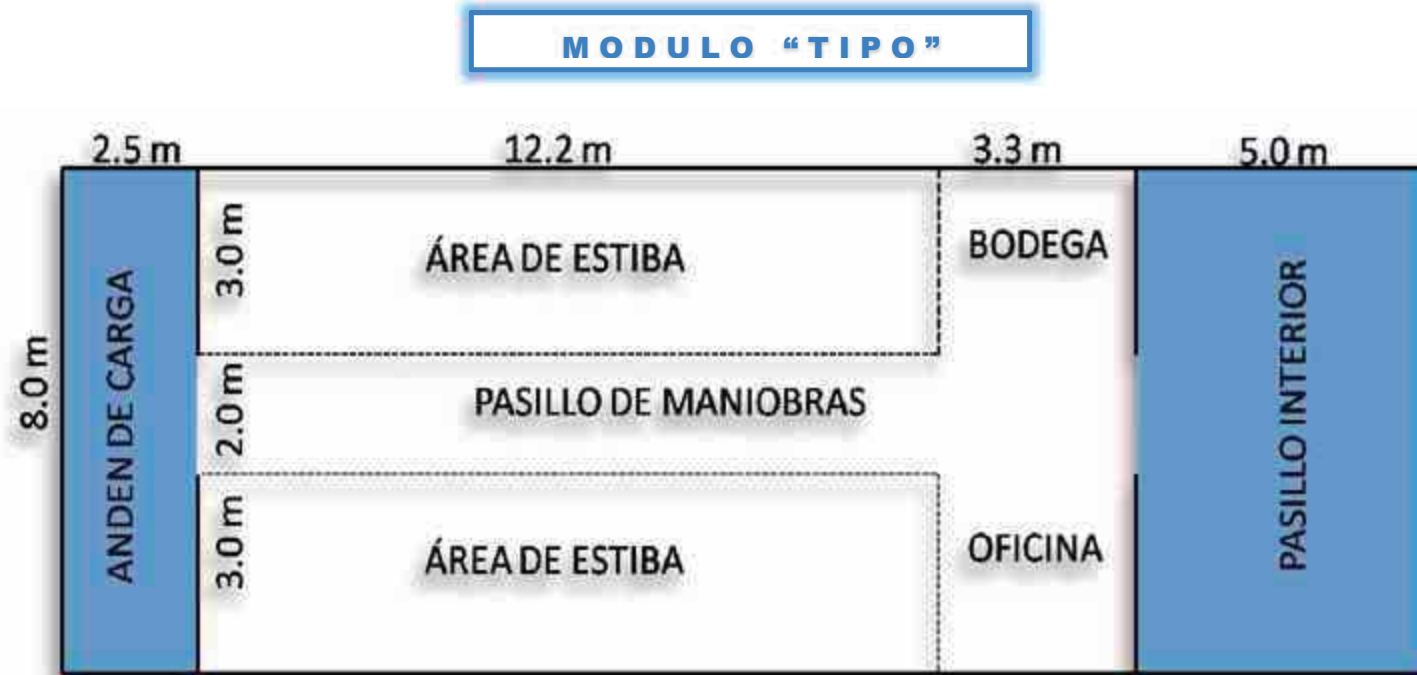 MODULO “TIPO”
2.5 m 12.2 m 3.3 m 5.0 m
8.0 m
ANDEN DE CARGA
3.0 m
ÁREA DE ESTIBA
BODEGA
2.0 m
PASILLO DE MANIOBRAS
3.0 m
ÁREA DE ESTIBA
OFICINA
PASILLO INTERIOR